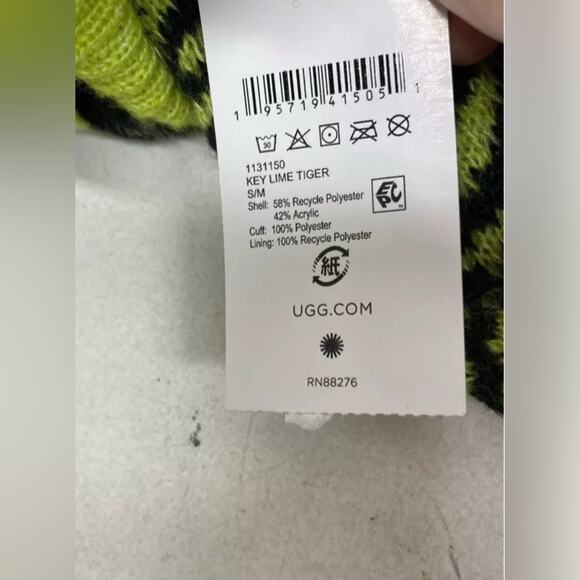 1 95719 41505 1
30
1131150
KEY LIME TIGER
S/M
Shell: 58% Recycle Polyester
42% Acrylic
Cuff: 100% Polyester
Lining: 100% Recycle Polyester
紙
UGG.COM
RN88276